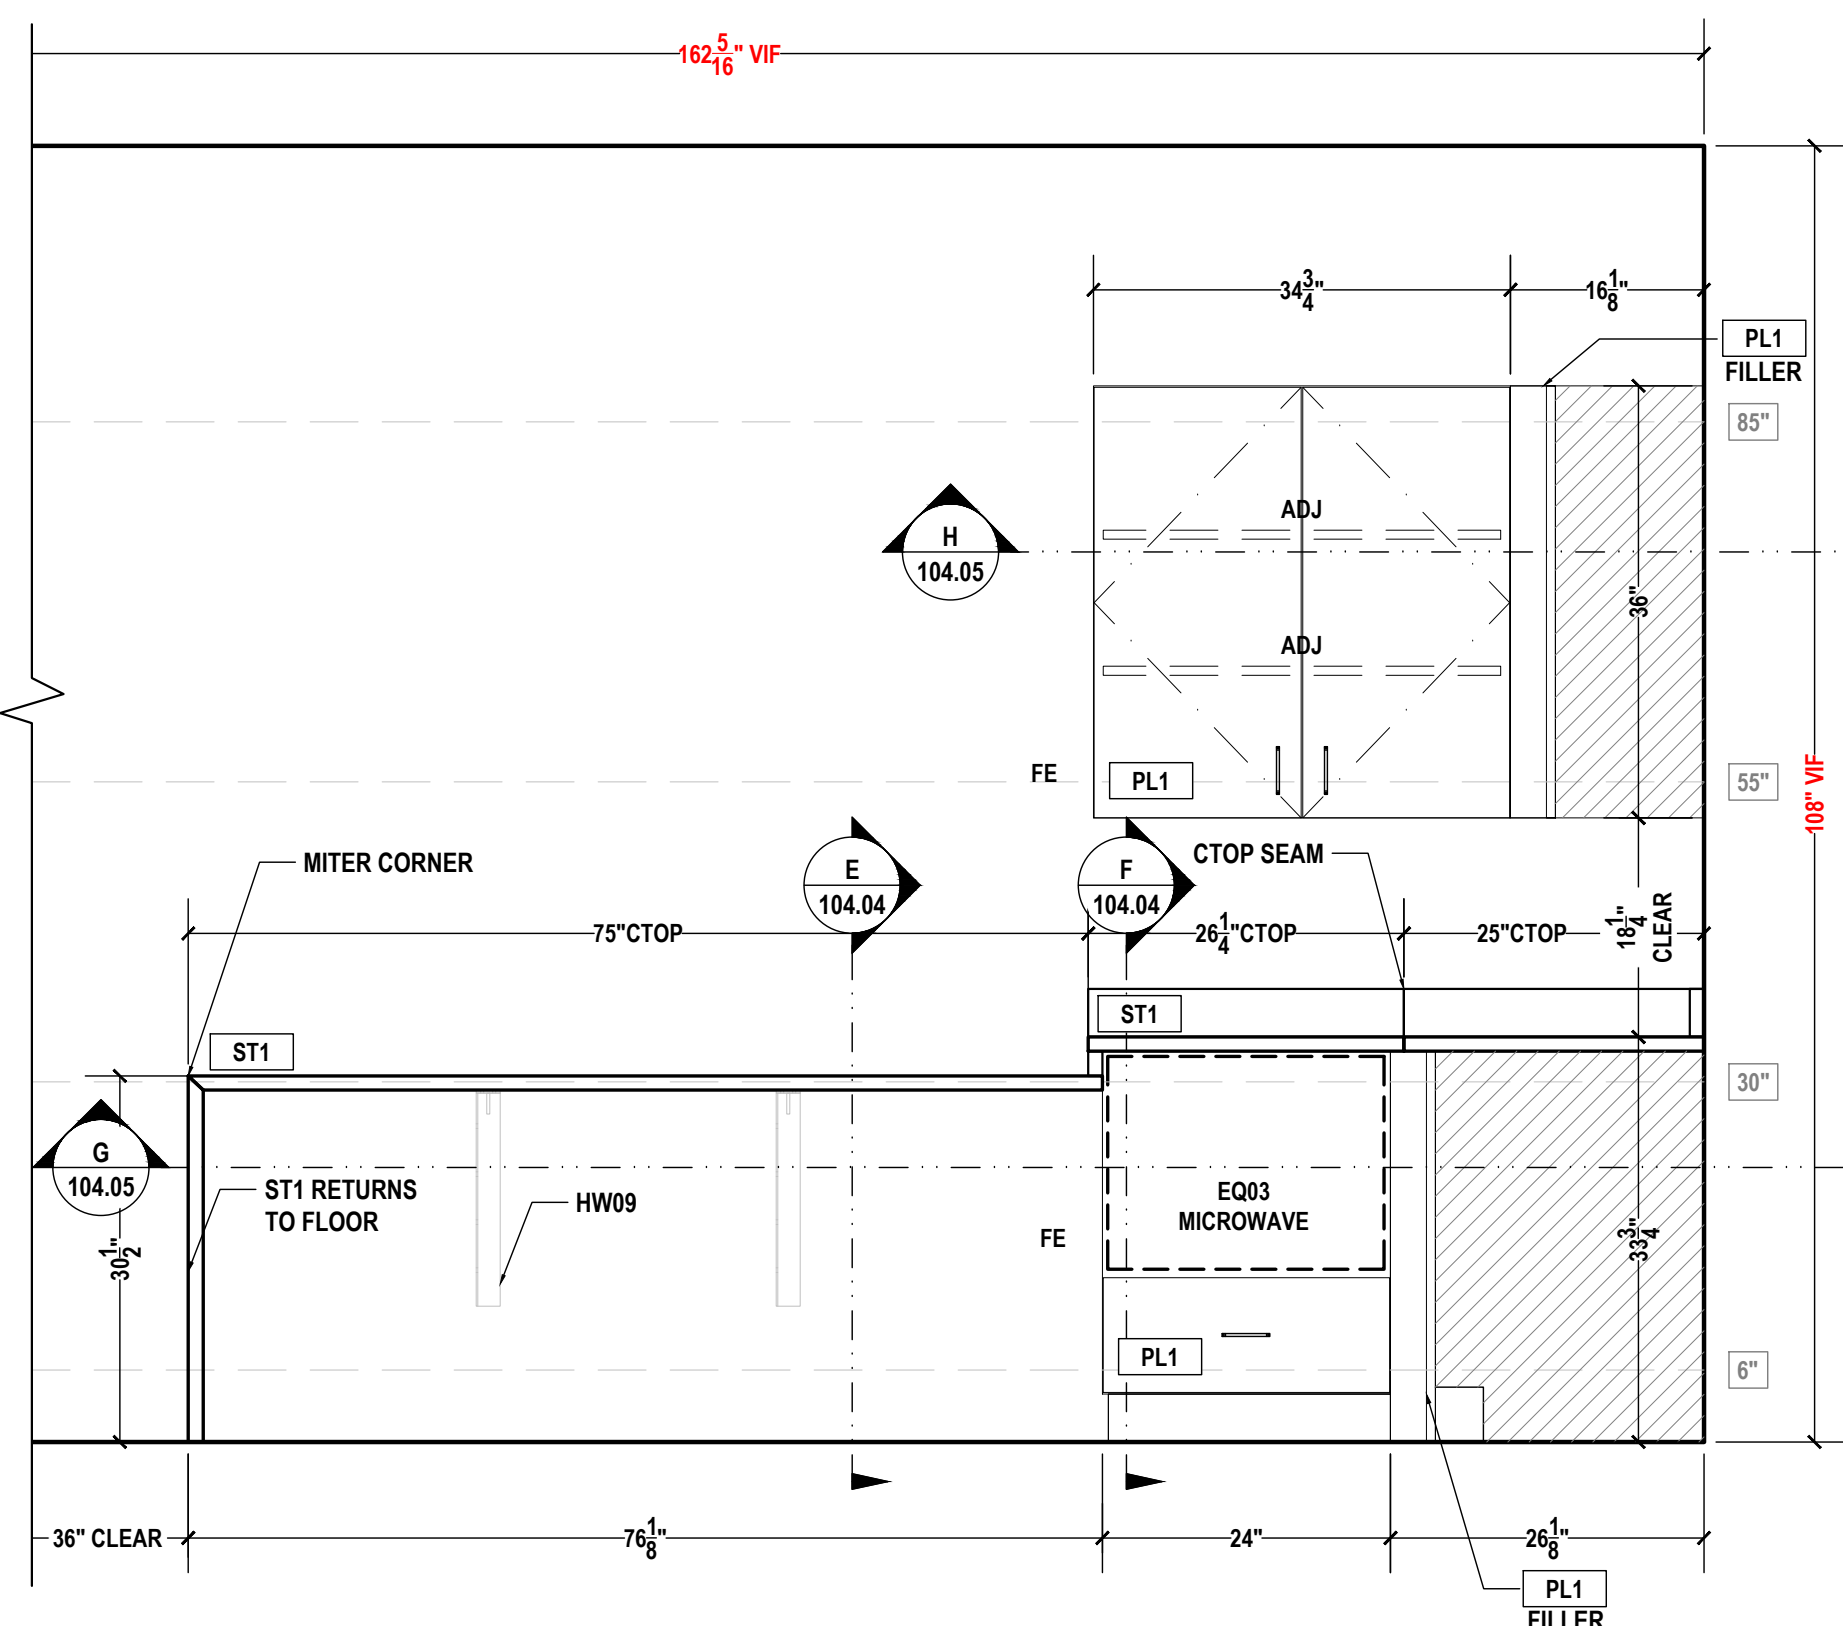 162 5/16" VIF
34 3/4"
16 1/8"
PL1
FILLER
85"
ADJ
H
104.05
36"
ADJ
FE
PL1
55"
108" VIF
MITER CORNER
E
104.04
F
104.04
CTOP SEAM
75"CTOP
26 1/4"CTOP
25"CTOP
18 1/4"
CLEAR
ST1
ST1
30"
G
104.05
ST1 RETURNS
TO FLOOR
HW09
EQ03
MICROWAVE
30 1/2"
FE
33 3/4"
PL1
6"
36" CLEAR
76 1/8"
24"
26 1/8"
PL1
FILLER